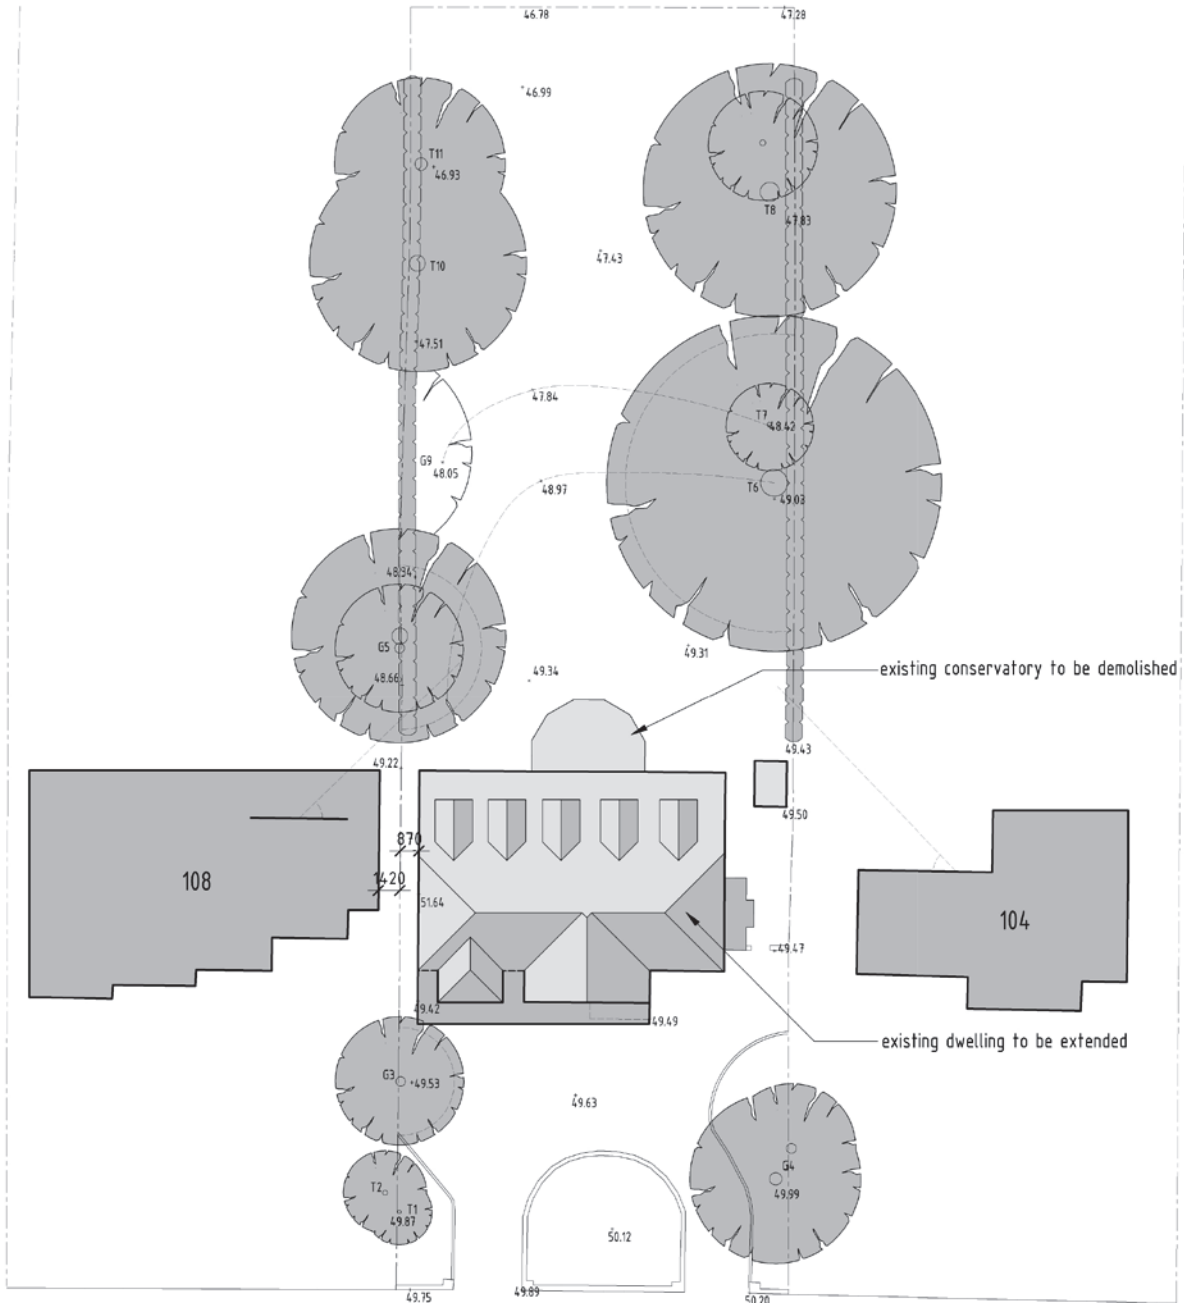 46.78
47.28
46.99
T11
46.93
T8
47.83
47.43
T10
47.51
47.84
T7
48.42
G9
48.05
48.97
T6
49.03
48.94
G5
48.66
49.31
49.34
existing conservatory to be demolished
49.43
49.22
49.50
870
108
1420
51.64
104
49.47
49.42
49.49
existing dwelling to be extended
G3
49.53
49.63
G4
T2
49.99
T1
49.87
50.12
49.75
49.89
50.20